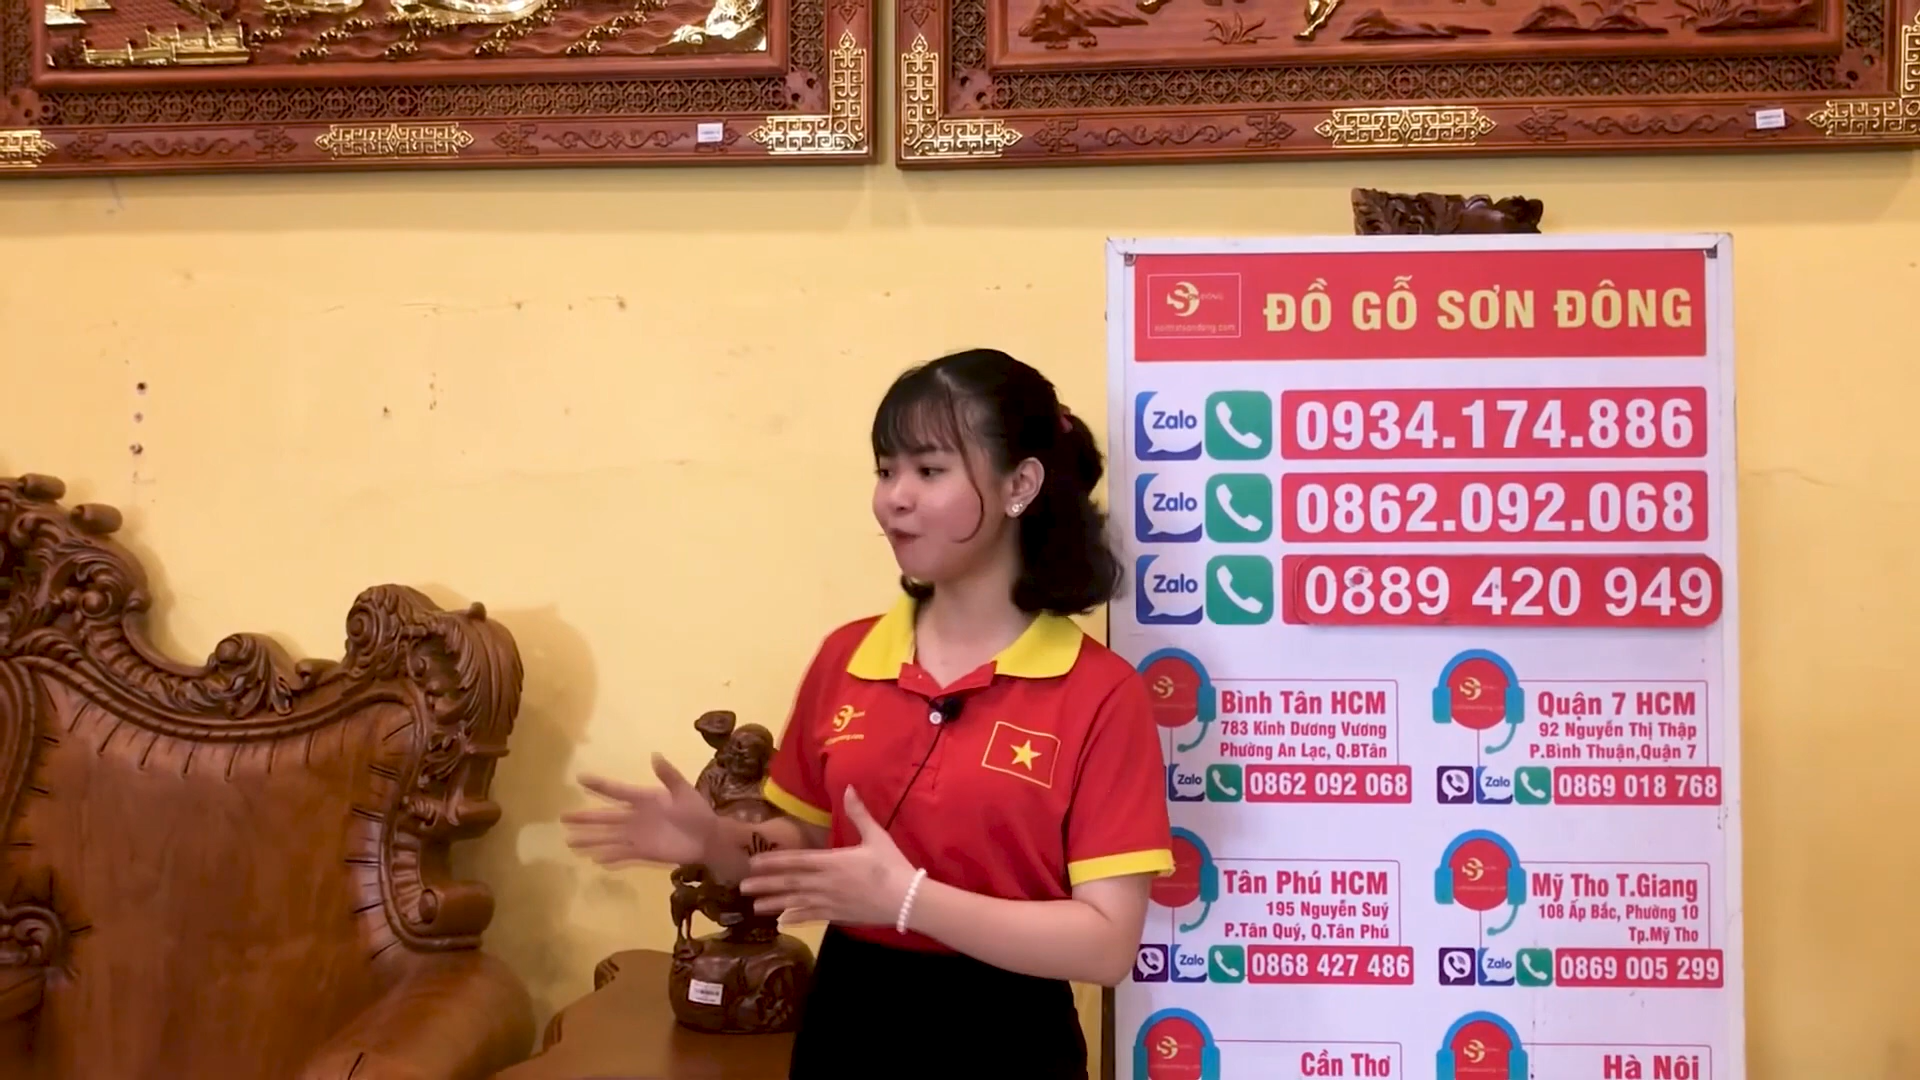 ĐỒ GỖ SƠN ĐÔNG
Zalo 0934.174.886
Zalo 0862.092.068
Zalo 0889 420 949
Bình Tân HCM
783 Kinh Dương Vương
Phường An Lạc, Q.BTân
Zalo 0862 092 068
Quận 7 HCM
92 Nguyễn Thị Thập
P.Bình Thuận,Quận 7
Zalo 0869 018 768
Tân Phú HCM
195 Nguyễn Suý
P.Tân Quý, Q.Tân Phú
Zalo 0868 427 486
Mỹ Tho T.Giang
108 Ấp Bắc, Phường 10
Tp.Mỹ Tho
Zalo 0869 005 299
Cần Thơ
Hà Nội